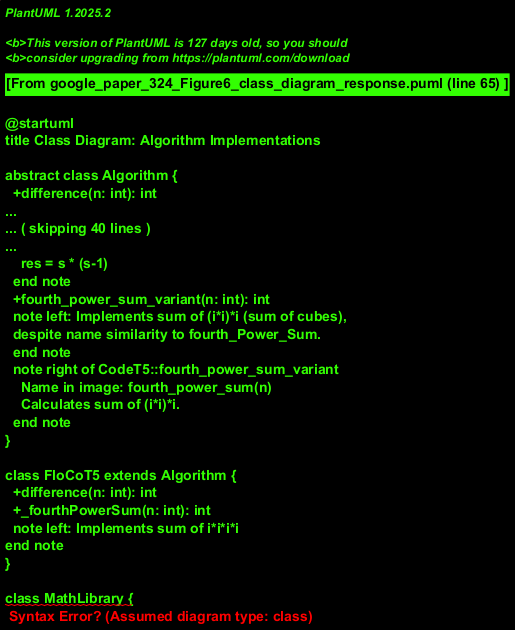 PlantUML 1.2025.2
<b>This version of PlantUML is 127 days old, so you should
<b>consider upgrading from https://plantuml.com/download
[From google_paper_324_Figure6_class_diagram_response.puml (line 65) ]
@startuml
title Class Diagram: Algorithm Implementations
abstract class Algorithm {
+difference(n: int): int
...
... ( skipping 40 lines )
...
res = s * (s-1)
end note
+fourth_power_sum_variant(n: int): int
note left: Implements sum of (i*i)*i (sum of cubes),
despite name similarity to fourth_Power_Sum.
end note
note right of CodeT5::fourth_power_sum_variant
Name in image: fourth_power_sum(n)
Calculates sum of (i*i)*i.
end note
}
class FloCoT5 extends Algorithm {
+difference(n: int): int
+_fourthPowerSum(n: int): int
note left: Implements sum of i*i*i*i
end note
}
class MathLibrary {
Syntax Error? (Assumed diagram type: class)